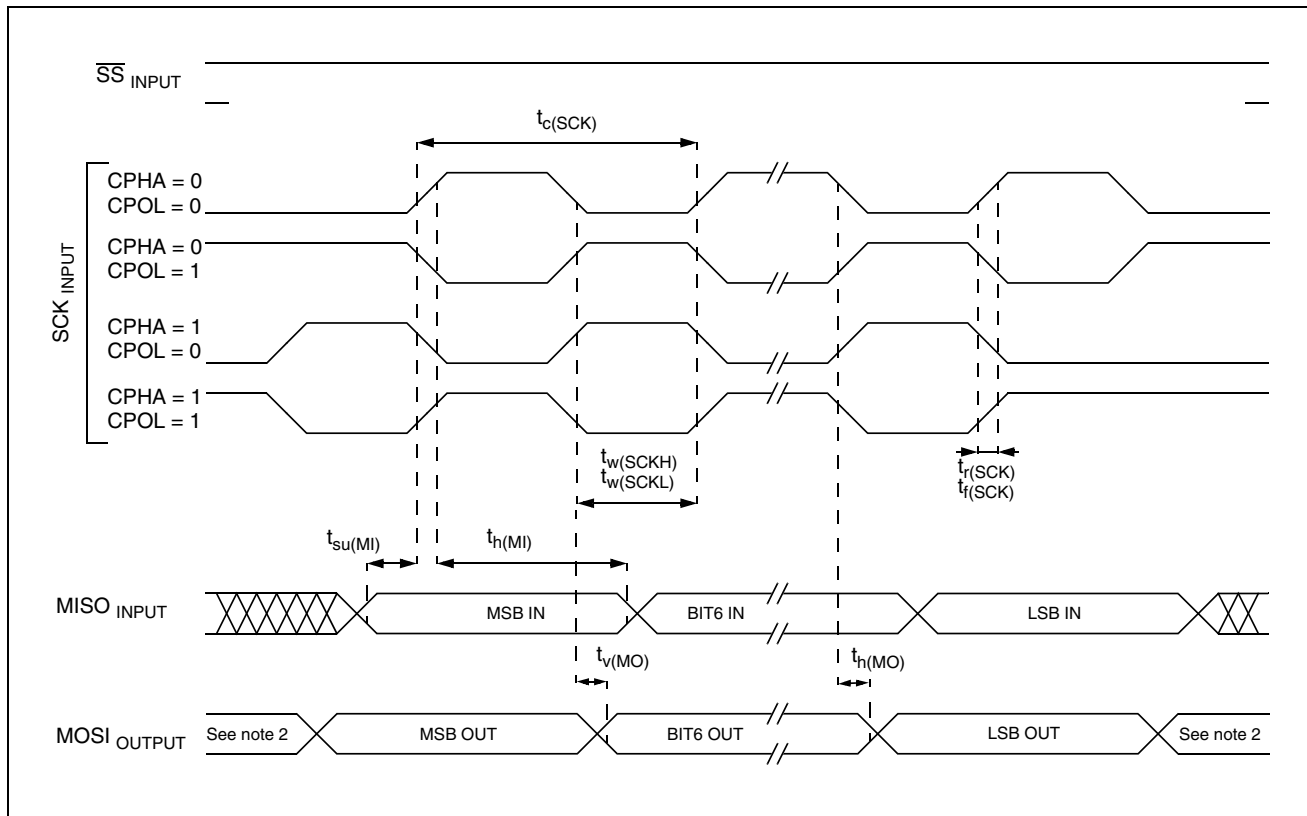 SS INPUT
tc(SCK)
SCK INPUT
CPHA = 0
CPOL = 0
CPHA = 0
CPOL = 1
CPHA = 1
CPOL = 0
CPHA = 1
CPOL = 1
tw(SCKH)
tw(SCKL)
tr(SCK)
tf(SCK)
tsu(MI)
th(MI)
MISO INPUT
MSB IN
BIT6 IN
LSB IN
tv(MO)
th(MO)
MOSI OUTPUT
See note 2
MSB OUT
BIT6 OUT
LSB OUT
See note 2